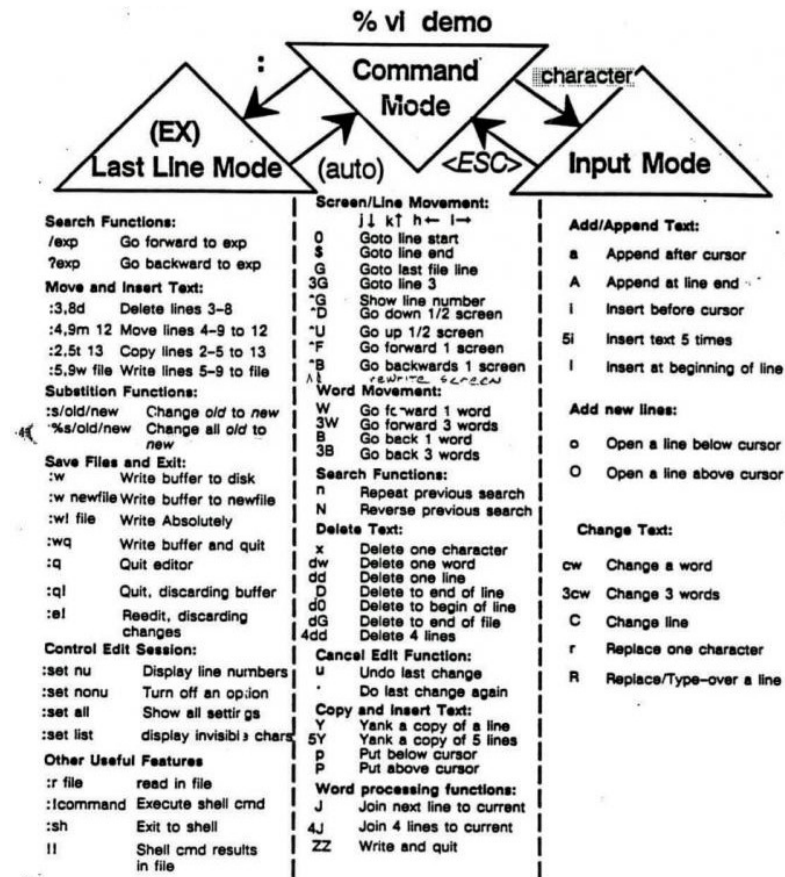 % vi demo
:
Command
Mode
character
(EX)
Last Line Mode
(auto)
<ESC>
Input Mode
Search Functions:
/exp Go forward to exp
?exp Go backward to exp
Move and Insert Text:
:3,8d Delete lines 3-8
:4,9m 12 Move lines 4-9 to 12
:2,5t 13 Copy lines 2-5 to 13
:5,9w file Write lines 5-9 to file
Substition Functions:
:s/old/new Change old to new
%s/old/new Change all old to
new
Save Files and Exit:
:w Write buffer to disk
:w newfile Write buffer to newfile
:w! file Write Absolutely
:wq Write buffer and quit
:q Quit editor
:q! Quit, discarding buffer
:e! Reedit, discarding
changes
Control Edit Session:
:set nu Display line numbers
:set nonu Turn off an option
:set all Show all settings
:set list display invisible chars
Other Useful Features
:r file read in file
:!command Execute shell cmd
:sh Exit to shell
!! Shell cmd results
in file
Screen/Line Movement:
j↓ k↑ h← l→
0 Goto line start
$ Goto line end
G Goto last file line
3G Goto line 3
^G Show line number
^D Go down 1/2 screen
^U Go up 1/2 screen
^F Go forward 1 screen
^B Go backwards 1 screen
rewrite screen
Word Movement:
W Go forward 1 word
3W Go forward 3 words
B Go back 1 word
3B Go back 3 words
Search Functions:
n Repeat previous search
N Reverse previous search
Delete Text:
x Delete one character
dw Delete one word
dd Delete one line
D Delete to end of line
d0 Delete to begin of line
dG Delete to end of file
4dd Delete 4 lines
Cancel Edit Function:
u Undo last change
. Do last change again
Copy and Insert Text:
Y Yank a copy of a line
5Y Yank a copy of 5 lines
p Put below cursor
P Put above cursor
Word processing functions:
J Join next line to current
4J Join 4 lines to current
ZZ Write and quit
Add/Append Text:
a Append after cursor
A Append at line end
i Insert before cursor
5i Insert text 5 times
I Insert at beginning of line
Add new lines:
o Open a line below cursor
O Open a line above cursor
Change Text:
cw Change a word
3cw Change 3 words
C Change line
r Replace one character
R Replace/Type-over a line